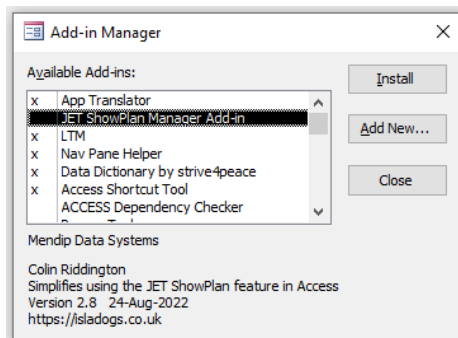 Add-in Manager
Available Add-ins:
x App Translator
JET ShowPlan Manager Add-in
x LTM
x Nav Pane Helper
x Data Dictionary by strive4peace
x Access Shortcut Tool
ACCESS Dependency Checker
Install
Add New...
Close
Mendip Data Systems
Colin Riddington
Simplifies using the JET ShowPlan feature in Access
Version 2.8 24-Aug-2022
https://isladogs.co.uk